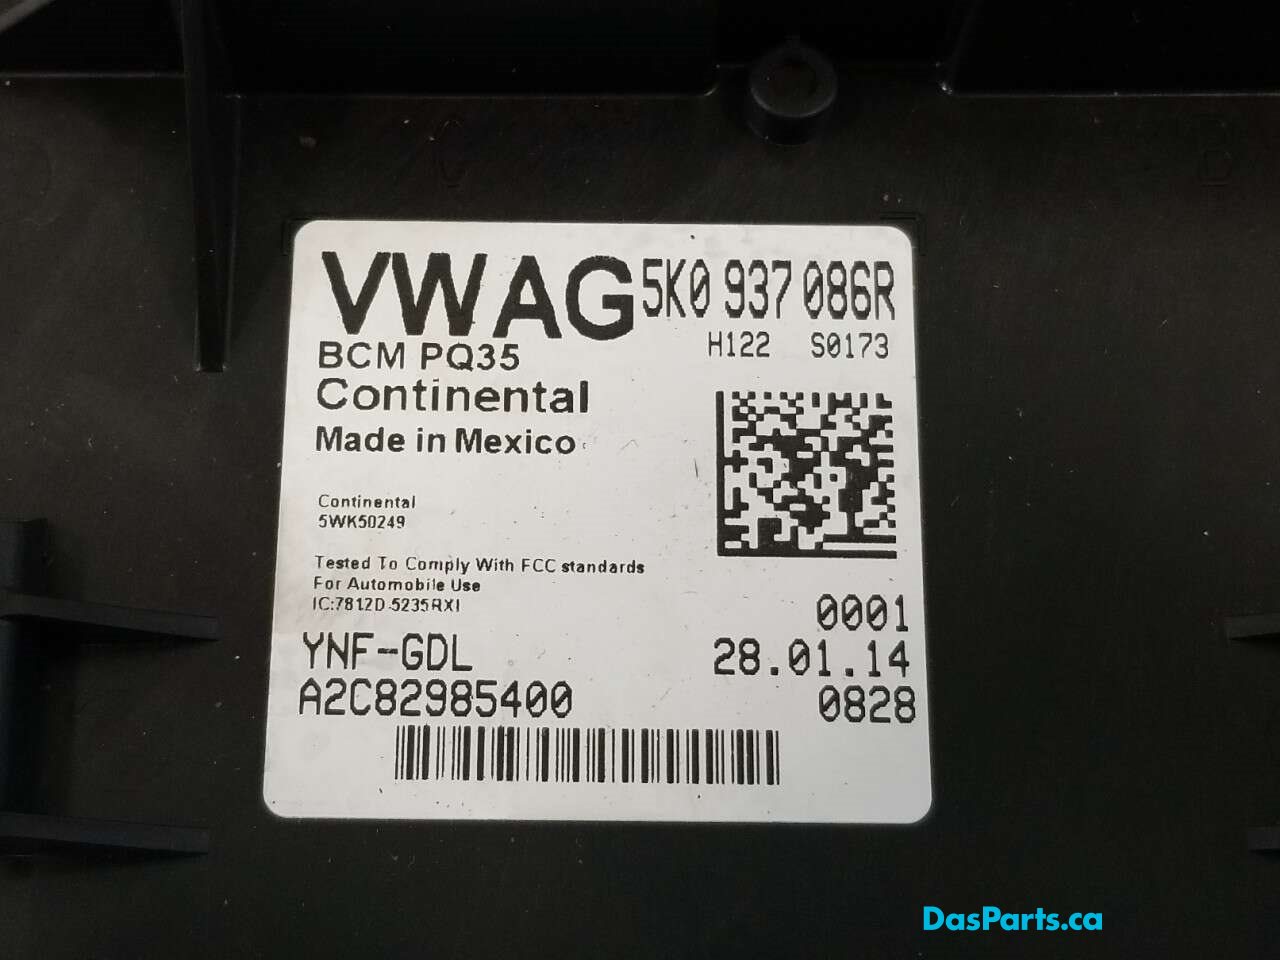 VWAG 5K0 937 086R
H122 S0173
BCM PQ35
Continental
Made in Mexico
Continental
5WK50249
Tested To Comply With FCC standards
For Automobile Use
IC:7812D-5235RXI
0001
YNF-GDL 28.01.14
A2C82985400 0828
DasParts.ca